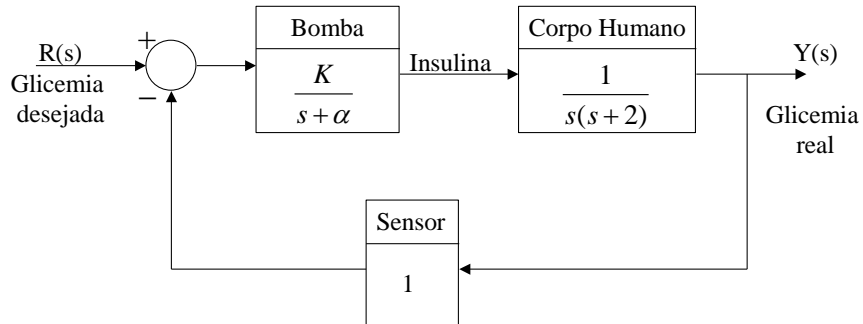 Bomba
Corpo Humano
+
R(s)
Glicemia
desejada
−
K
s + α
Insulina
1
s(s + 2)
Y(s)
Glicemia
real
Sensor
1